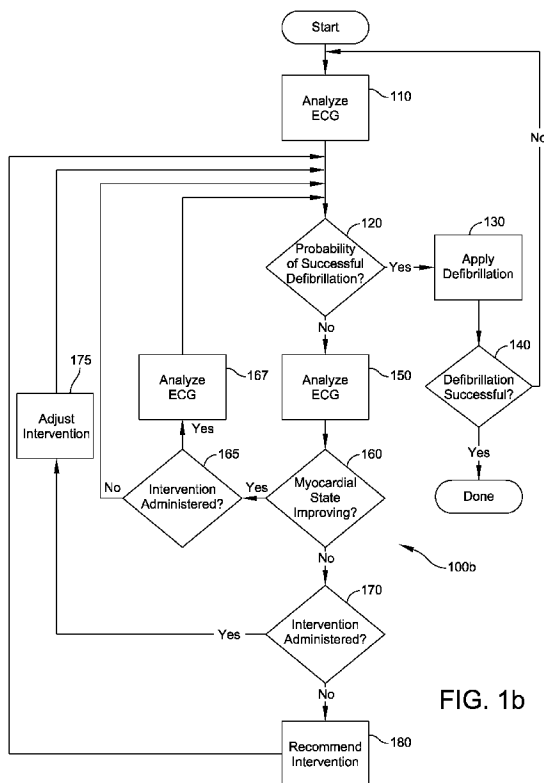 Start
Analyze
ECG
110
No
120
Probability
of Successful
Defibrillation?
Yes
130
Apply
Defibrillation
No
140
Defibrillation
Successful?
Yes
Done
175
Adjust
Intervention
Analyze
ECG
167
Analyze
ECG
150
Yes
No
165
Intervention
Administered?
Yes
160
Myocardial
State
Improving?
No
100b
170
Intervention
Administered?
Yes
No
180
Recommend
Intervention
FIG. 1b